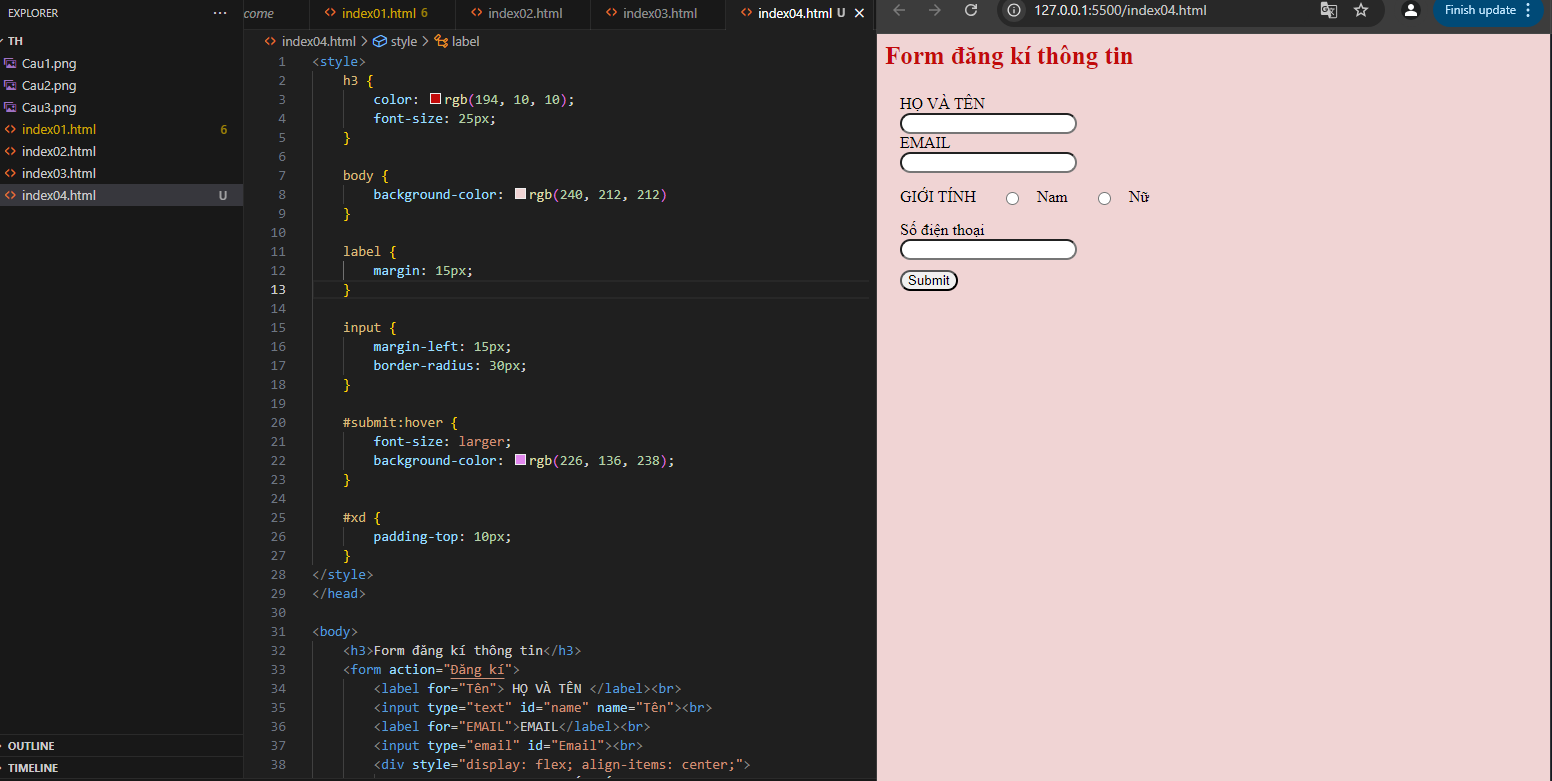 EXPLORER ···
TH
Cau1.png
Cau2.png
Cau3.png
index01.html 6
index02.html
index03.html
index04.html U
OUTLINE
TIMELINE
come index01.html 6 index02.html index03.html index04.html U
index04.html > style > label
1 <style>
2 h3 {
3 color: rgb(194, 10, 10);
4 font-size: 25px;
5 }
6
7 body {
8 background-color: rgb(240, 212, 212)
9 }
10
11 label {
12 margin: 15px;
13 }
14
15 input {
16 margin-left: 15px;
17 border-radius: 30px;
18 }
19
20 #submit:hover {
21 font-size: larger;
22 background-color: rgb(226, 136, 238);
23 }
24
25 #xd {
26 padding-top: 10px;
27 }
28 </style>
29 </head>
30
31 <body>
32 <h3>Form đăng kí thông tin</h3>
33 <form action="Đăng kí">
34 <label for="Tên"> HỌ VÀ TÊN </label><br>
35 <input type="text" id="name" name="Tên"><br>
36 <label for="EMAIL">EMAIL</label><br>
37 <input type="email" id="Email"><br>
38 <div style="display: flex; align-items: center;">
127.0.0.1:5500/index04.html
Finish update
Form đăng kí thông tin
HỌ VÀ TÊN
EMAIL
GIỚI TÍNH Nam Nữ
Số điện thoại
Submit